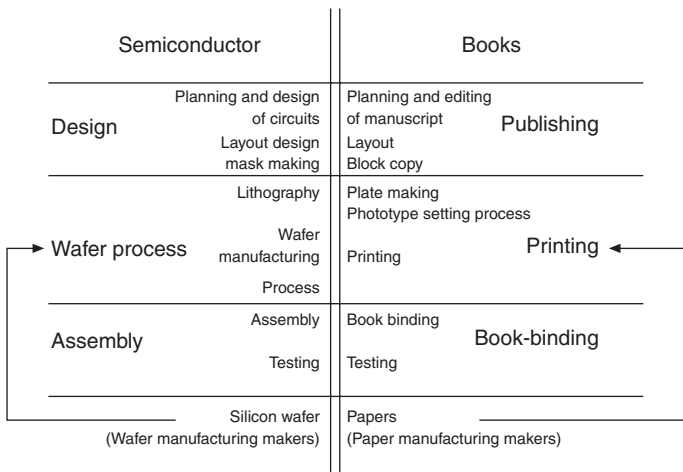 Semiconductor
Books
Design
Planning and design
of circuits
Layout design
mask making
Planning and editing
of manuscript
Layout
Block copy
Publishing
Wafer process
Lithography
Wafer
manufacturing
Process
Plate making
Phototype setting process
Printing
Printing
Assembly
Assembly
Testing
Book binding
Testing
Book-binding
Silicon wafer
(Wafer manufacturing makers)
Papers
(Paper manufacturing makers)